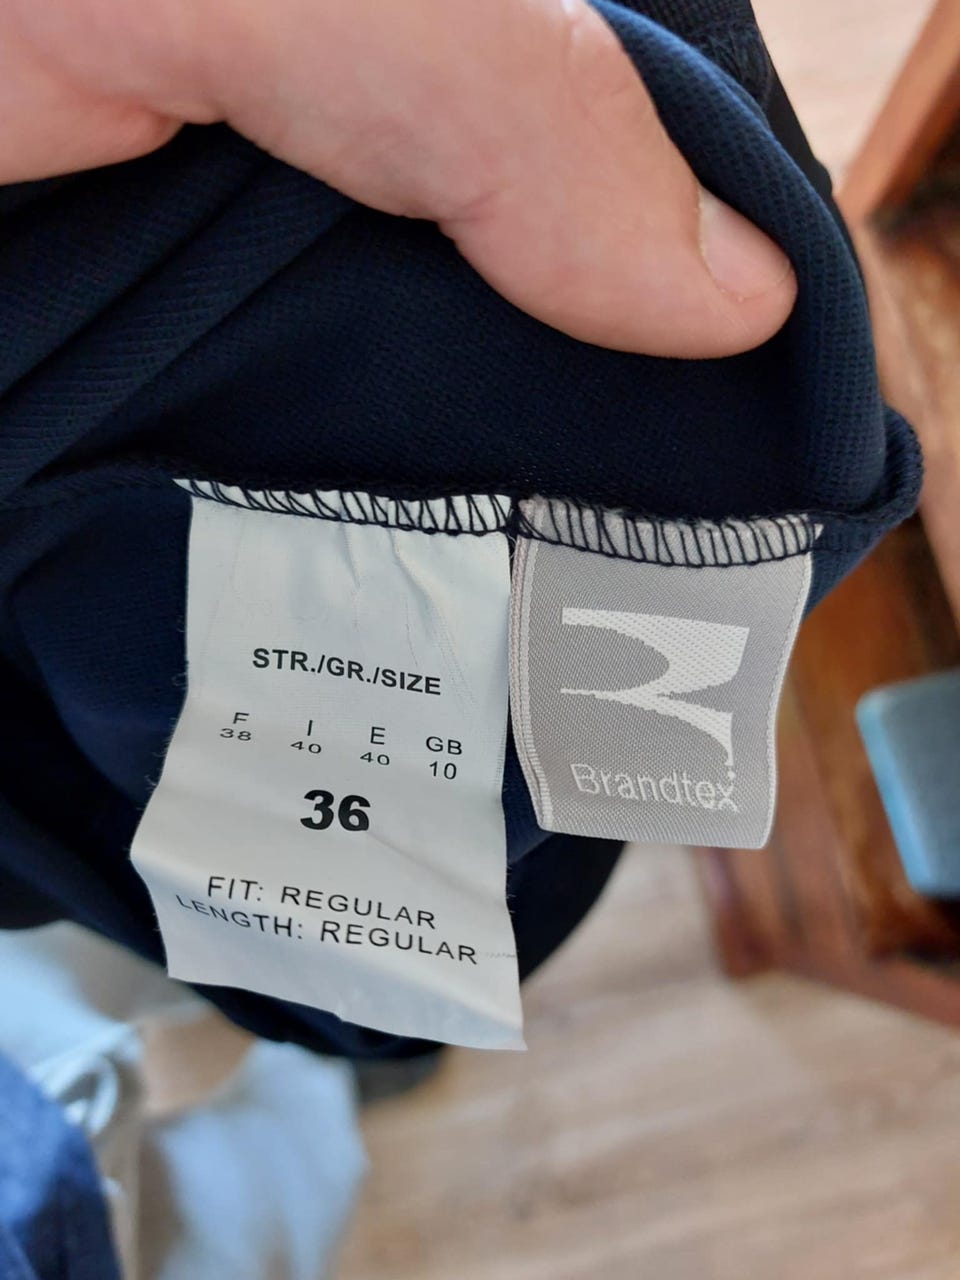 STR./GR./SIZE
F I E GB
38 40 40 10
36
FIT: REGULAR
LENGTH: REGULAR
Brandtex